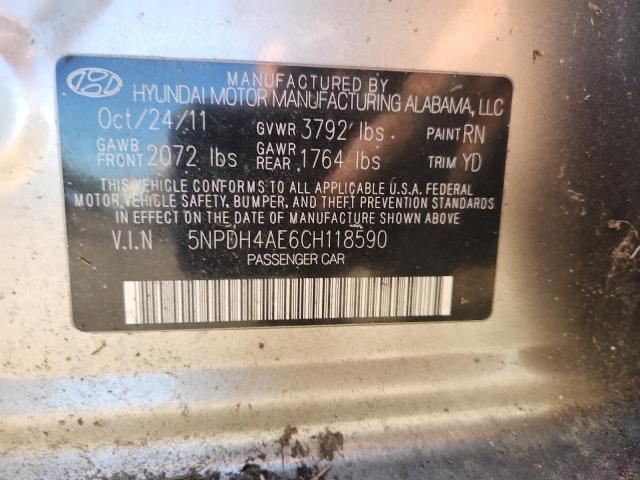 MANUFACTURED BY
HYUNDAI MOTOR MANUFACTURING ALABAMA, LLC
Oct/24/11 GVWR 3792 lbs PAINT RN
GAWB FRONT 2072 lbs GAWR REAR 1764 lbs TRIM YD
THIS VEHICLE CONFORMS TO ALL APPLICABLE U.S.A. FEDERAL
MOTOR VEHICLE SAFETY, BUMPER, AND THEFT PREVENTION STANDARDS
IN EFFECT ON THE DATE OF MANUFACTURE SHOWN ABOVE.
V.I.N 5NPDH4AE6CH118590
PASSENGER CAR